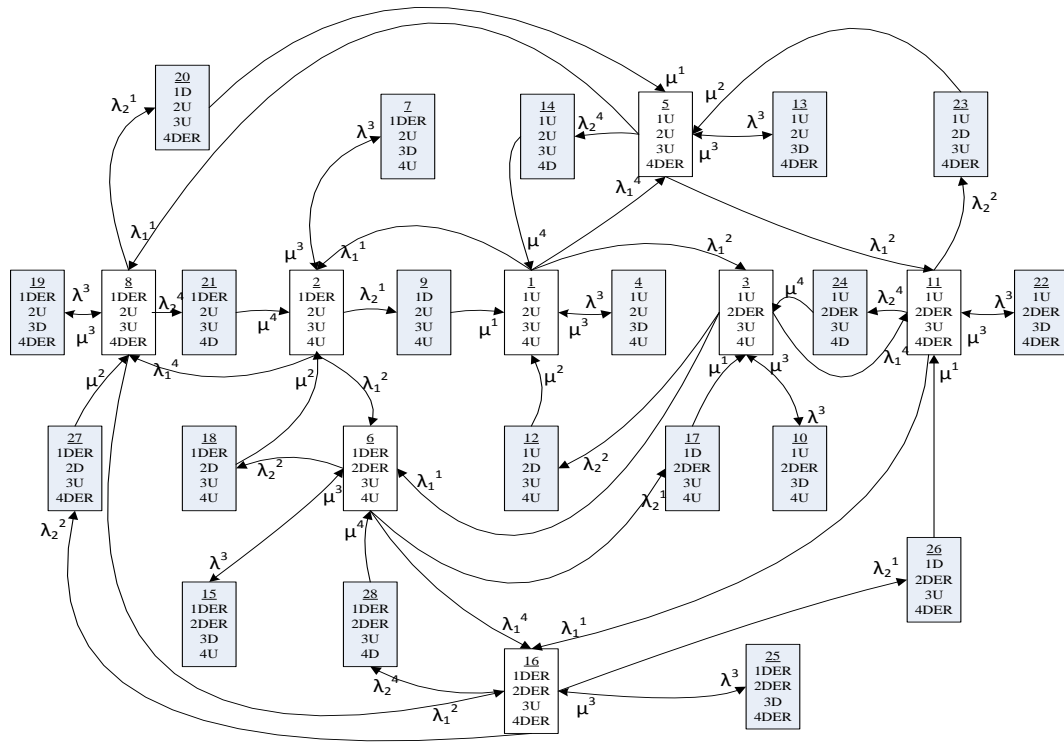 20
1D
2U
3U
4DER
λ₂¹
7
1DER
2U
3D
4U
λ³
μ³
14
1U
2U
3U
4D
λ₂⁴
μ⁴
μ¹
5
1U
2U
3U
4DER
λ₁⁴
μ²
λ³
μ³
13
1U
2U
3D
4DER
23
1U
2D
3U
4DER
λ₂²
19
1DER
2U
3D
4DER
λ³
μ³
λ₁¹
8
1DER
2U
3U
4DER
λ₂⁴
21
1DER
2U
3U
4D
μ⁴
λ₁¹
2
1DER
2U
3U
4U
λ₂¹
9
1D
2U
3U
4U
μ¹
1
1U
2U
3U
4U
λ³
μ³
4
1U
2U
3D
4U
λ₁²
3
1U
2DER
3U
4U
μ⁴
24
1U
2DER
3U
4D
λ₂⁴
λ₁²
11
1U
2DER
3U
4DER
λ³
μ³
22
1U
2DER
3D
4DER
μ²
λ₁⁴
μ²
λ₁²
μ²
μ¹
μ³
λ₁⁴
μ¹
27
1DER
2D
3U
4DER
λ₂²
18
1DER
2D
3U
4U
λ₂²
6
1DER
2DER
3U
4U
μ³
μ⁴
λ₁¹
12
1U
2D
3U
4U
λ₂²
17
1D
2DER
3U
4U
λ₂¹
10
1U
2DER
3D
4U
λ³
λ³
15
1DER
2DER
3D
4U
28
1DER
2DER
3U
4D
λ₂⁴
λ₁⁴
λ₁¹
16
1DER
2DER
3U
4DER
λ₁²
μ³
λ³
25
1DER
2DER
3D
4DER
λ₂¹
26
1D
2DER
3U
4DER